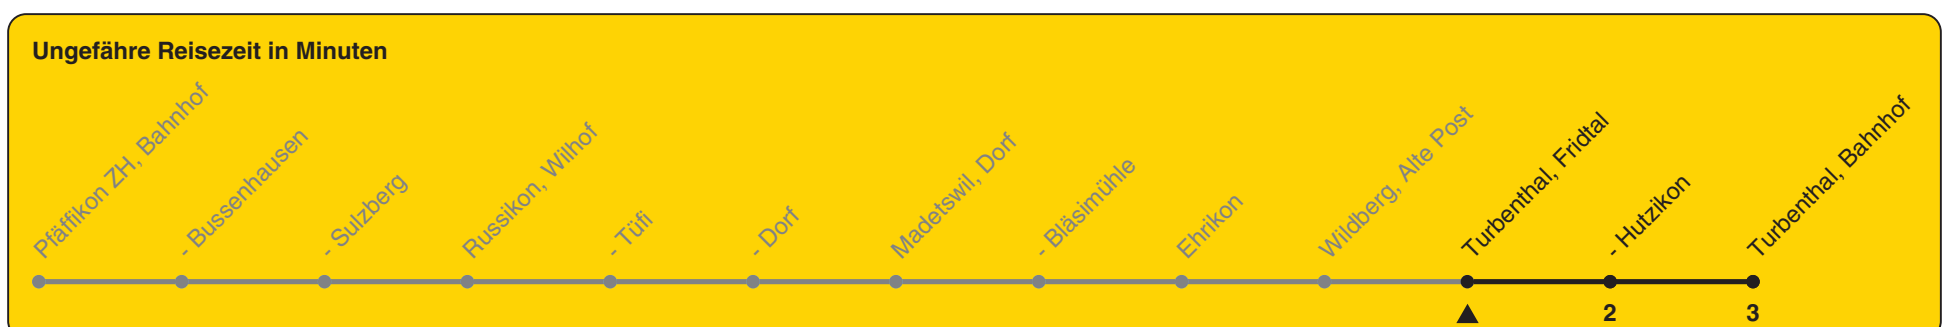 Ungefähre Reisezeit in Minuten
Pfäffikon ZH, Bahnhof
- Bussenhausen
- Sulzberg
Russikon, Wilhof
- Tüfi
- Dorf
Madetswil, Dorf
- Bläsimühle
Ehrikon
Wildberg, Alte Post
Turbenthal, Fridtal
- Hutzikon
Turbenthal, Bahnhof
2
3